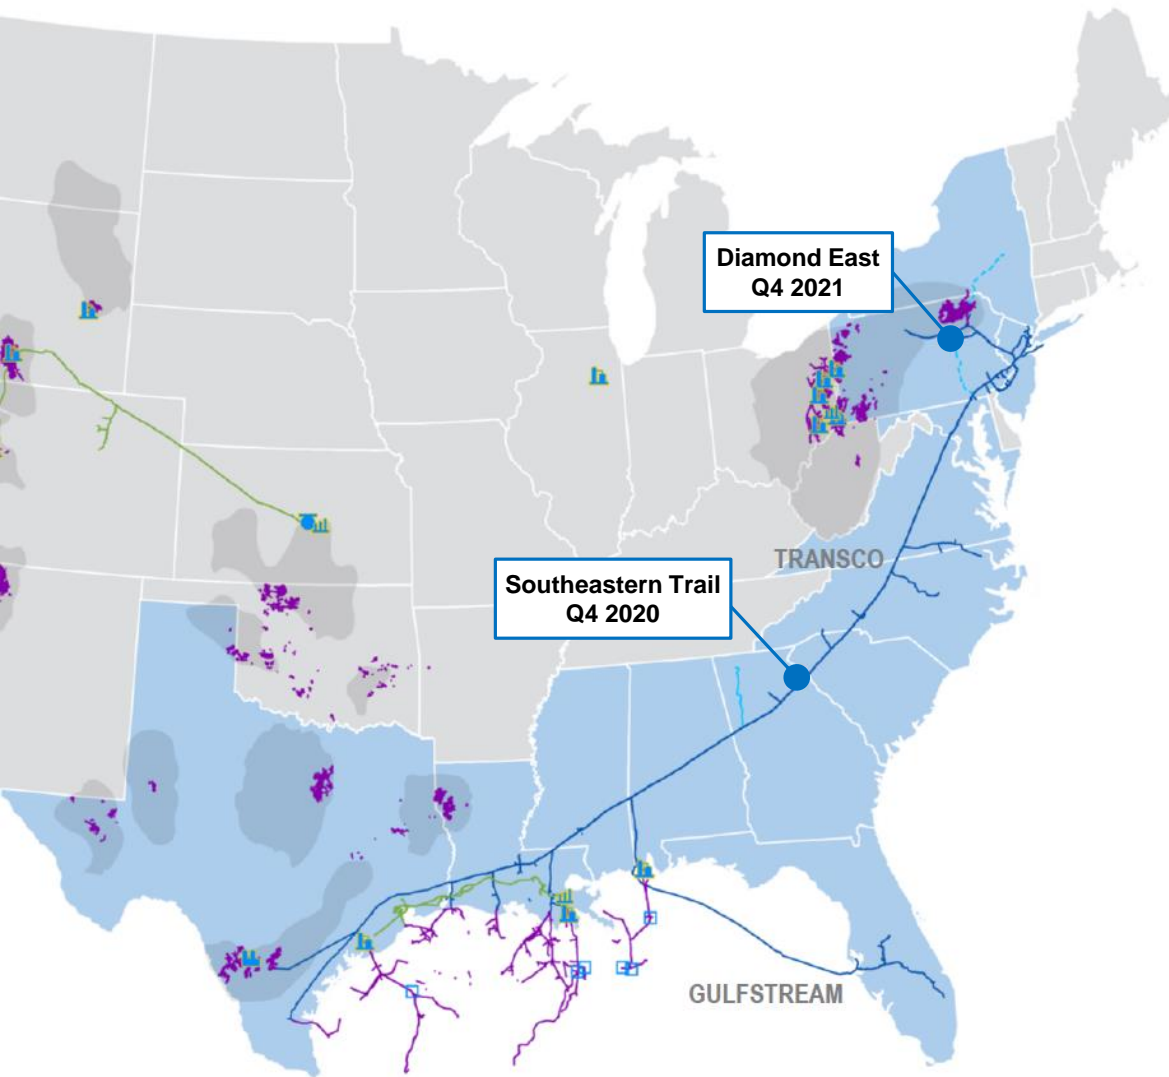 Diamond East
Q4 2021
TRANSCO
Southeastern Trail
Q4 2020
GULFSTREAM